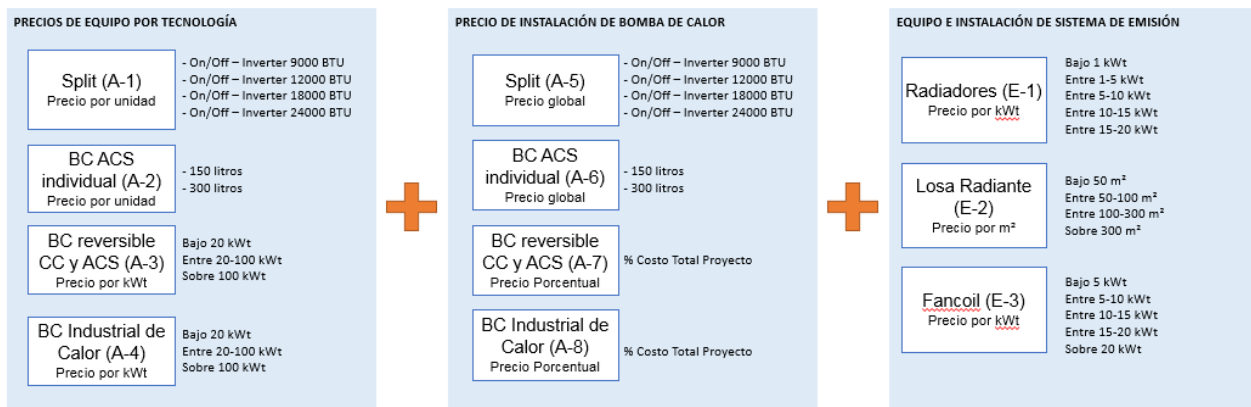 PRECIOS DE EQUIPO POR TECNOLOGÍA
Split (A-1)
Precio por unidad
- On/Off – Inverter 9000 BTU
- On/Off – Inverter 12000 BTU
- On/Off – Inverter 18000 BTU
- On/Off – Inverter 24000 BTU
BC ACS
individual (A-2)
Precio por unidad
- 150 litros
- 300 litros
BC reversible
CC y ACS (A-3)
Precio por kWt
Bajo 20 kWt
Entre 20-100 kWt
Sobre 100 kWt
BC Industrial de
Calor (A-4)
Precio por kWt
Bajo 20 kWt
Entre 20-100 kWt
Sobre 100 kWt
PRECIO DE INSTALACIÓN DE BOMBA DE CALOR
Split (A-5)
Precio global
- On/Off – Inverter 9000 BTU
- On/Off – Inverter 12000 BTU
- On/Off – Inverter 18000 BTU
- On/Off – Inverter 24000 BTU
BC ACS
individual (A-6)
Precio global
- 150 litros
- 300 litros
BC reversible
CC y ACS (A-7)
Precio Porcentual
% Costo Total Proyecto
BC Industrial de
Calor (A-8)
Precio Porcentual
% Costo Total Proyecto
EQUIPO E INSTALACIÓN DE SISTEMA DE EMISIÓN
Radiadores (E-1)
Precio por kWt
Bajo 1 kWt
Entre 1-5 kWt
Entre 5-10 kWt
Entre 10-15 kWt
Entre 15-20 kWt
Losa Radiante
(E-2)
Precio por m²
Bajo 50 m²
Entre 50-100 m²
Entre 100-300 m²
Sobre 300 m²
Fancoil (E-3)
Precio por kWt
Bajo 5 kWt
Entre 5-10 kWt
Entre 10-15 kWt
Entre 15-20 kWt
Sobre 20 kWt